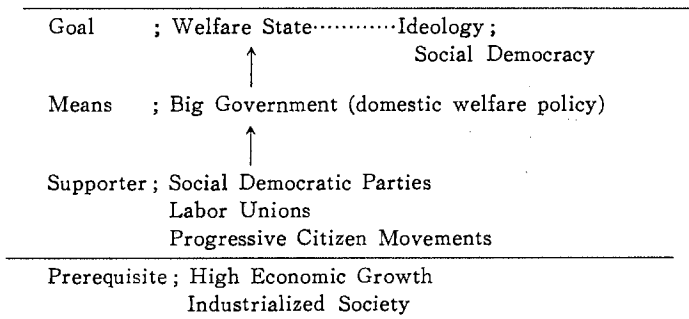 Goal ; Welfare State············Ideology ;
Social Democracy
Means ; Big Government (domestic welfare policy)
Supporter ; Social Democratic Parties
Labor Unions
Progressive Citizen Movements
Prerequisite ; High Economic Growth
Industrialized Society